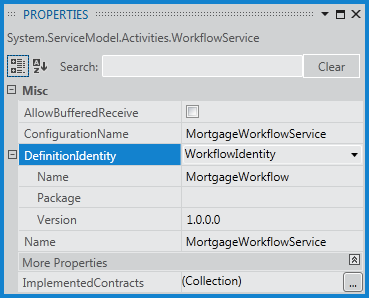 PROPERTIES
System.ServiceModel.Activities.WorkflowService
Search: Clear
Misc
AllowBufferedReceive
ConfigurationName MortgageWorkflowService
DefinitionIdentity WorkflowIdentity
Name MortgageWorkflow
Package
Version 1.0.0.0
Name MortgageWorkflowService
More Properties
ImplementedContracts (Collection) ...